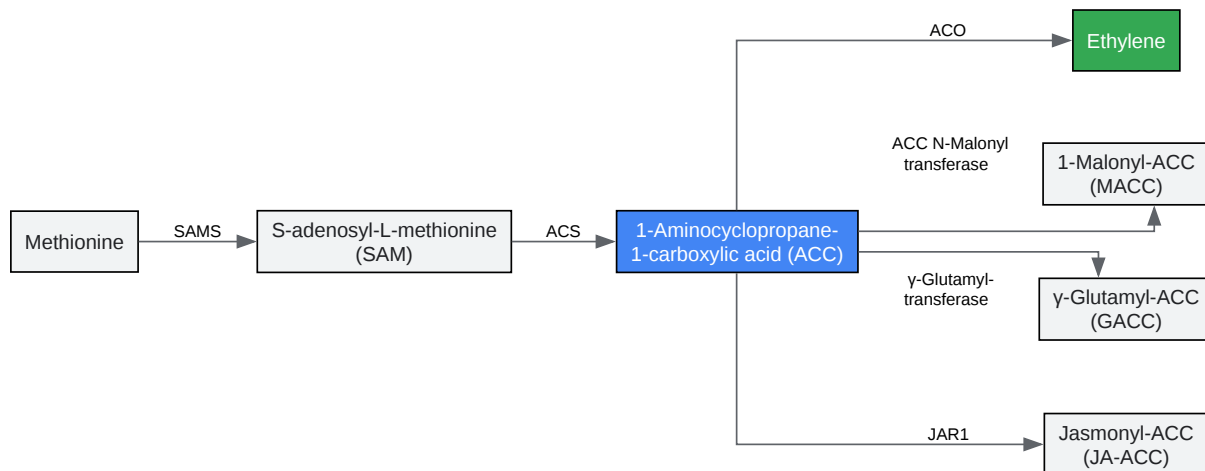 ACO
Ethylene
ACC N-Malonyl
transferase
1-Malonyl-ACC
(MACC)
Methionine
SAMS
S-adenosyl-L-methionine
(SAM)
ACS
1-Aminocyclopropane-
1-carboxylic acid (ACC)
γ-Glutamyl-
transferase
γ-Glutamyl-ACC
(GACC)
JAR1
Jasmonyl-ACC
(JA-ACC)